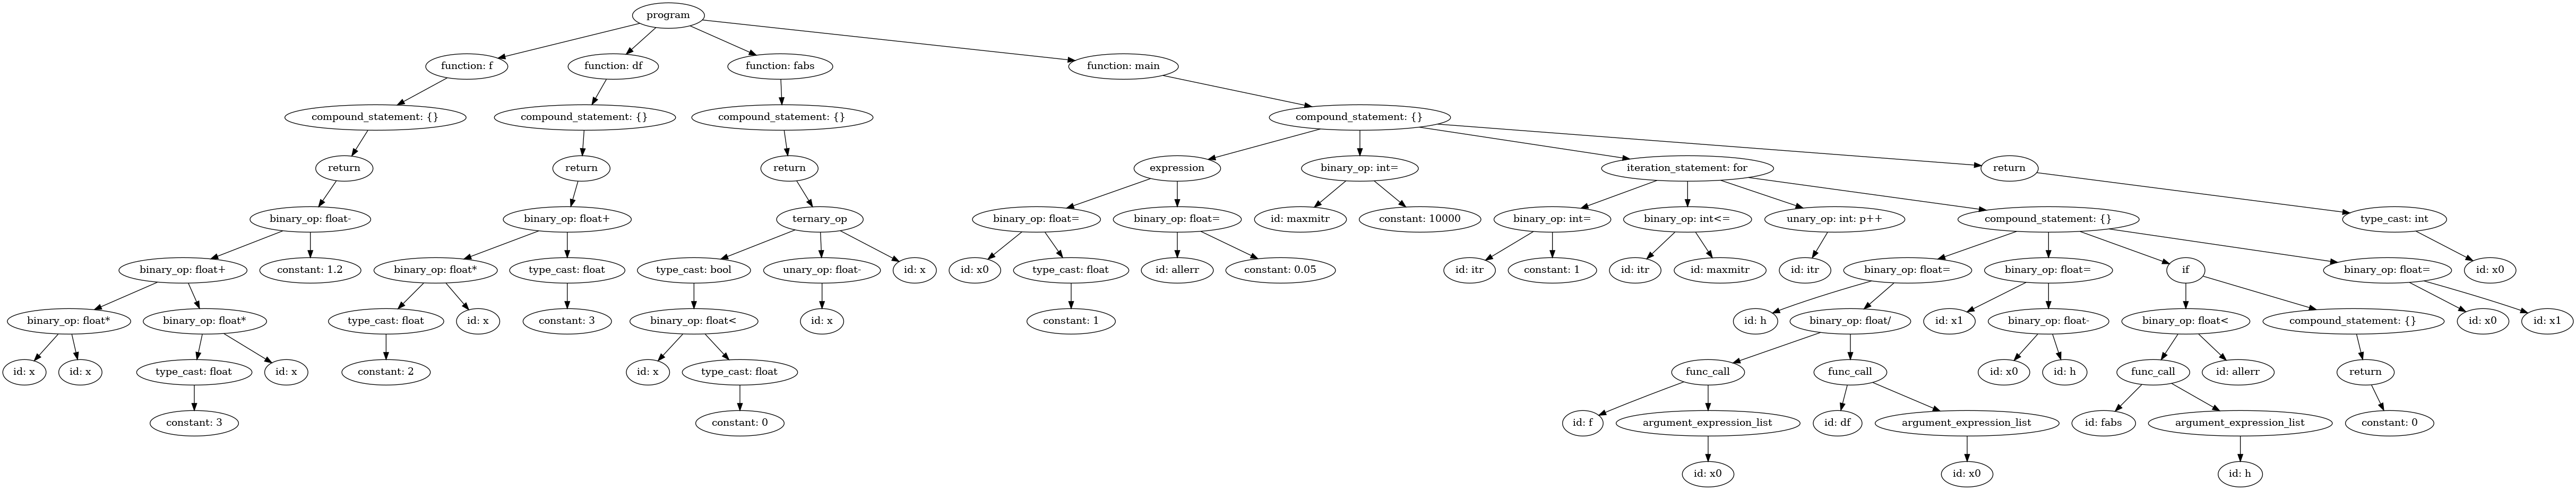 program
function: f
function: df
function: fabs
function: main
compound_statement: {}
compound_statement: {}
compound_statement: {}
compound_statement: {}
return
return
return
expression
binary_op: int=
iteration_statement: for
return
binary_op: float-
binary_op: float+
ternary_op
binary_op: float=
binary_op: float=
id: maxmitr
constant: 10000
binary_op: int=
binary_op: int<=
unary_op: int: p++
compound_statement: {}
type_cast: int
binary_op: float+
constant: 1.2
binary_op: float*
type_cast: float
type_cast: bool
unary_op: float-
id: x
id: x0
type_cast: float
id: allerr
constant: 0.05
id: itr
constant: 1
id: itr
id: maxmitr
id: itr
binary_op: float=
binary_op: float=
if
binary_op: float=
id: x0
binary_op: float*
binary_op: float*
type_cast: float
id: x
constant: 3
binary_op: float<
id: x
constant: 1
id: h
binary_op: float/
id: x1
binary_op: float-
binary_op: float<
compound_statement: {}
id: x0
id: x1
id: x
id: x
type_cast: float
id: x
constant: 2
id: x
type_cast: float
func_call
func_call
id: x0
id: h
func_call
id: allerr
return
constant: 3
constant: 0
id: f
argument_expression_list
id: df
argument_expression_list
id: fabs
argument_expression_list
constant: 0
id: x0
id: x0
id: h